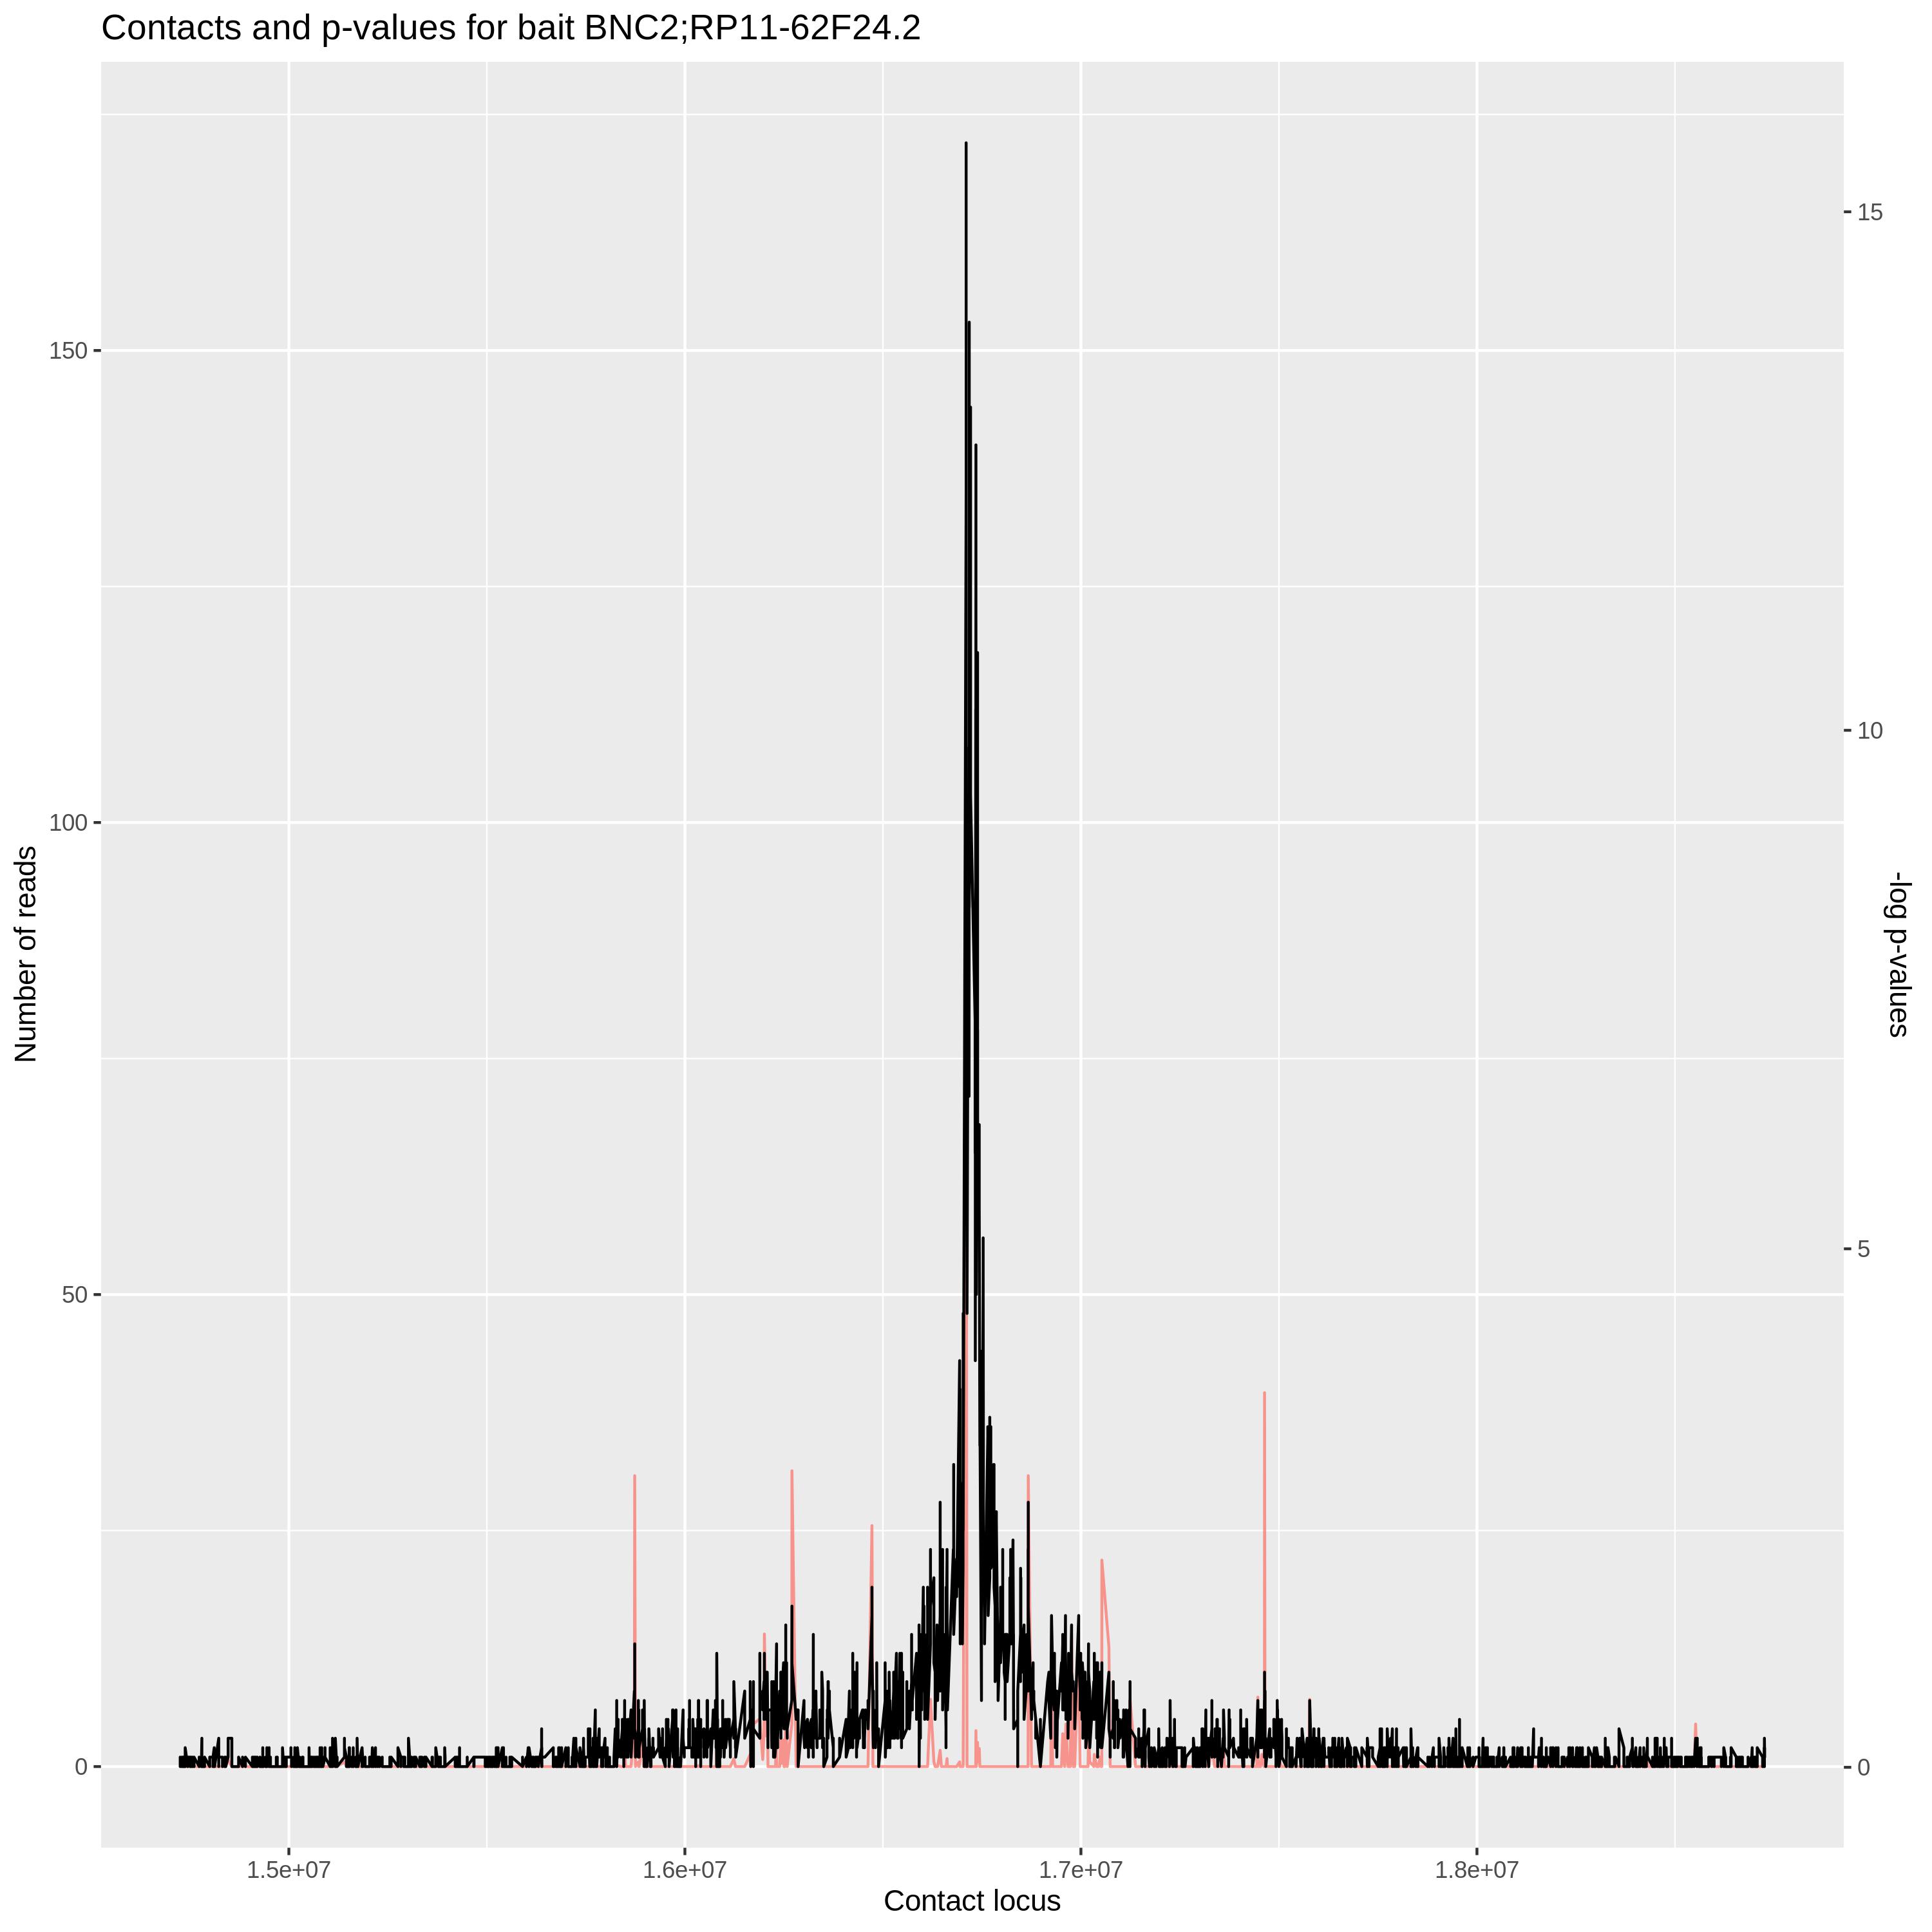 Contacts and p-values for bait BNC2;RP11-62F24.2
150
100
50
0
Number of reads
15
10
5
0
-log p-values
1.5e+07
1.6e+07
1.7e+07
1.8e+07
Contact locus